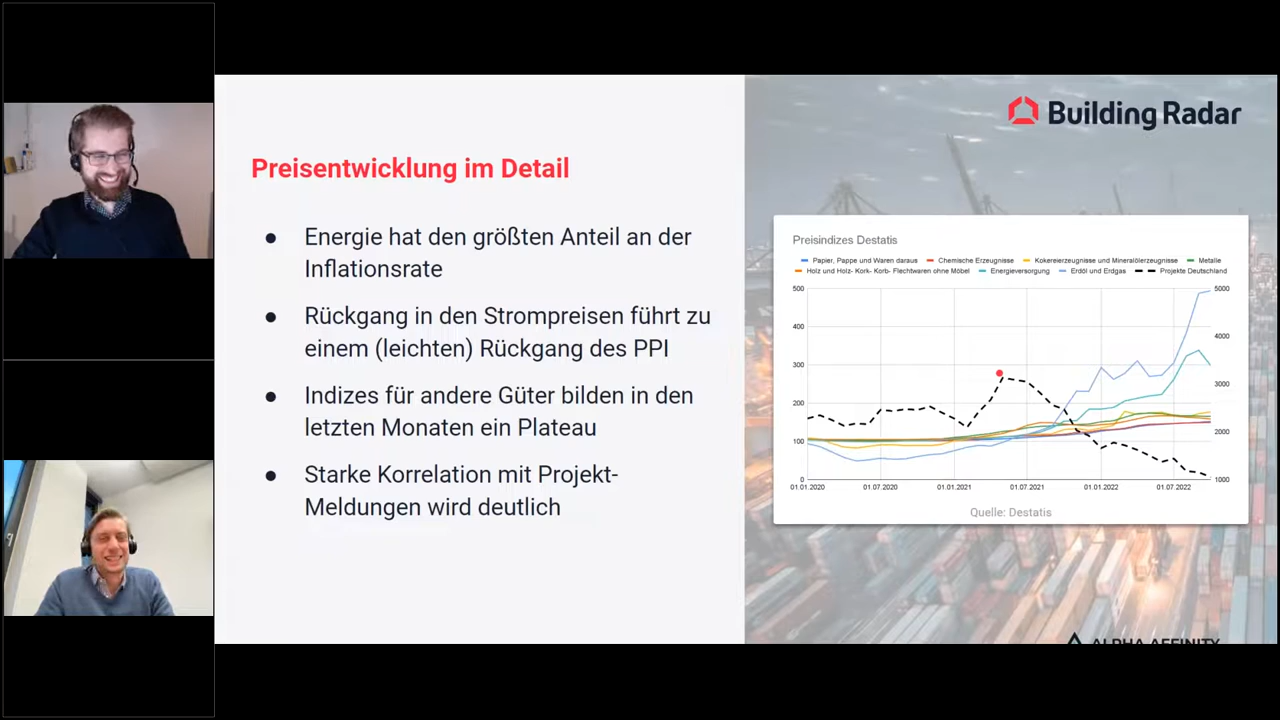 Building Radar
Preisentwicklung im Detail
● Energie hat den größten Anteil an der
Inflationsrate
● Rückgang in den Strompreisen führt zu
einem (leichten) Rückgang des PPI
● Indizes für andere Güter bilden in den
letzten Monaten ein Plateau
● Starke Korrelation mit Projekt-
Meldungen wird deutlich
Preisindizes Destatis
Papier, Pappe und Waren daraus Chemische Erzeugnisse Kokereierzeugnisse und Mineralölerzeugnisse Metalle
Holz und Holz- Kork- Korb- Flechtwaren ohne Möbel Energieversorgung Erdöl und Erdgas Projekte Deutschland
500 5000
400 4000
300 3000
200 2000
100
0 1000
01.01.2020 01.07.2020 01.01.2021 01.07.2021 01.01.2022 01.07.2022
Quelle: Destatis
ALPHA AFFINITY